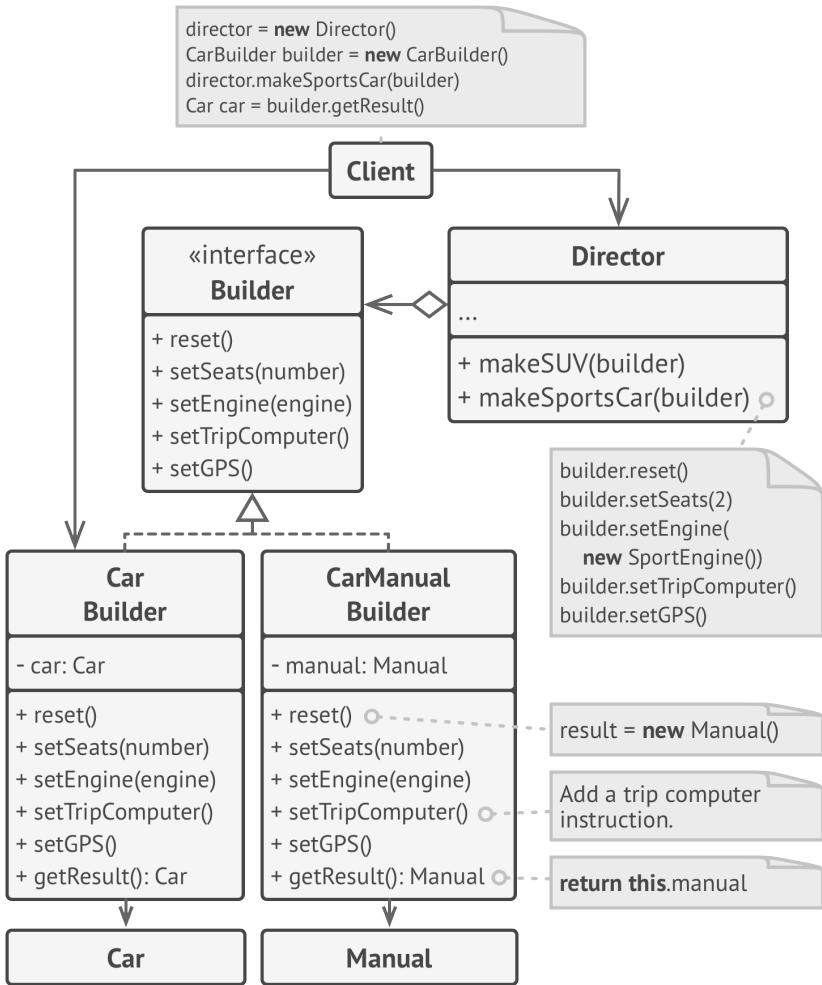 director = new Director()
CarBuilder builder = new CarBuilder()
director.makeSportsCar(builder)
Car car = builder.getResult()
Client
«interface»
Builder
+ reset()
+ setSeats(number)
+ setEngine(engine)
+ setTripComputer()
+ setGPS()
Director
...
+ makeSUV(builder)
+ makeSportsCar(builder)
builder.reset()
builder.setSeats(2)
builder.setEngine(
new SportEngine())
builder.setTripComputer()
builder.setGPS()
Car
Builder
- car: Car
+ reset()
+ setSeats(number)
+ setEngine(engine)
+ setTripComputer()
+ setGPS()
+ getResult(): Car
CarManual
Builder
- manual: Manual
+ reset()
+ setSeats(number)
+ setEngine(engine)
+ setTripComputer()
+ setGPS()
+ getResult(): Manual
result = new Manual()
Add a trip computer
instruction.
return this.manual
Car
Manual